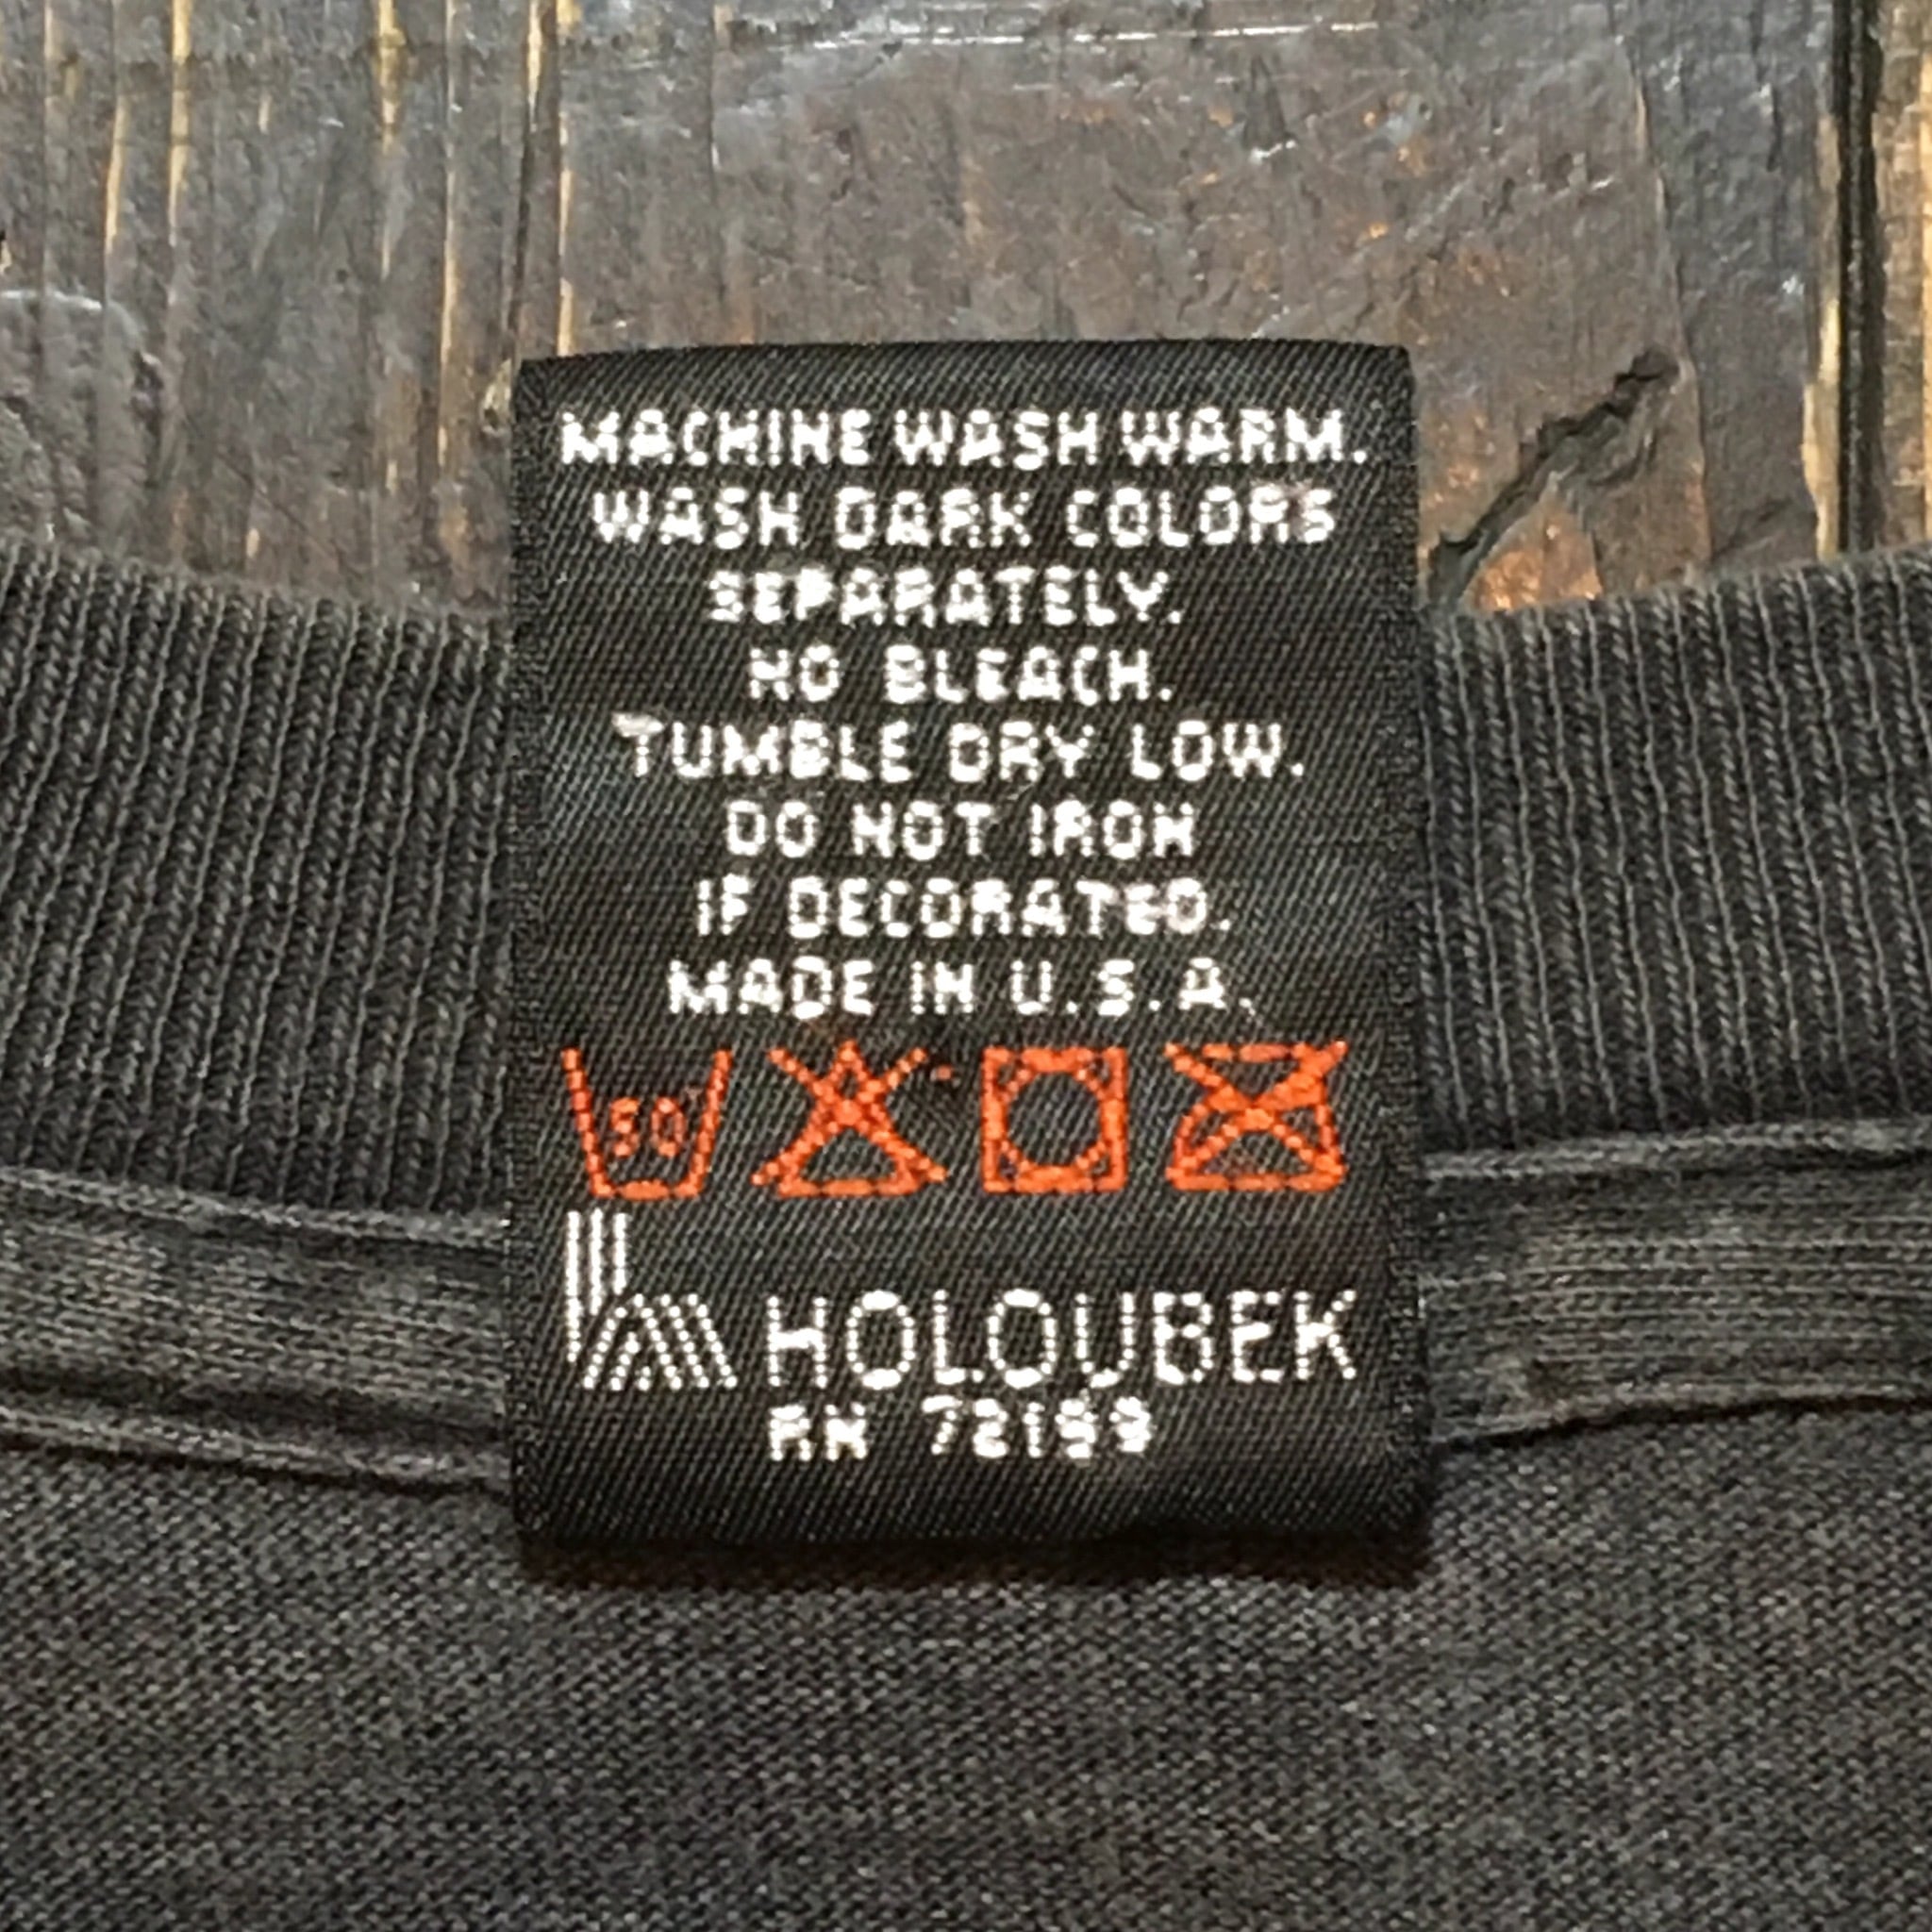 MACHINE WASH WARM.
WASH DARK COLORS
SEPARATELY.
NO BLEACH.
TUMBLE DRY LOW.
DO NOT IRON
IF DECORATED.
MADE IN U.S.A.
50°
HOLOUBEK
RN 72199